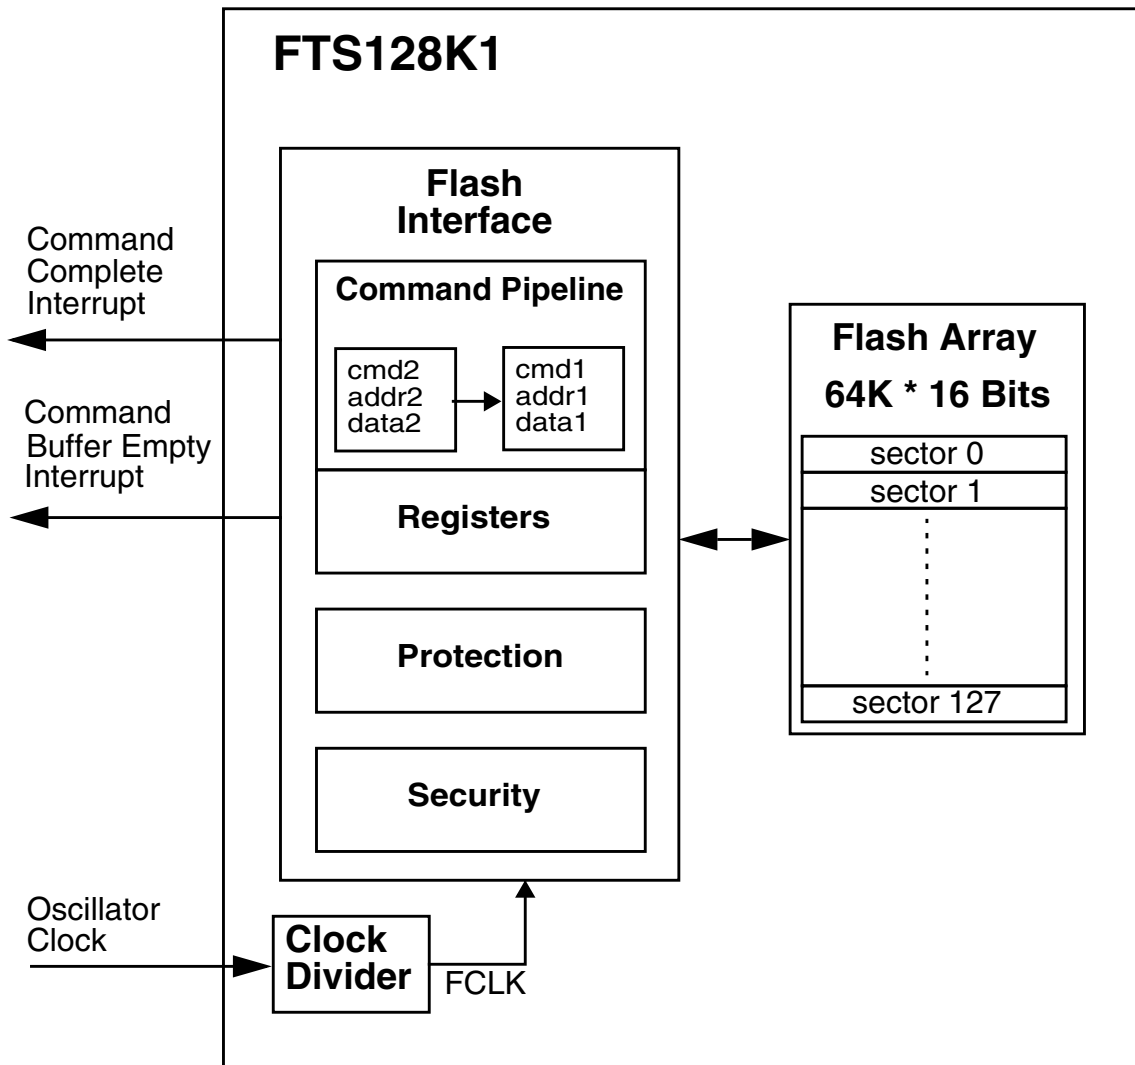 FTS128K1
Flash
Interface
Command
Complete
Interrupt
Command Pipeline
cmd2
addr2
data2
cmd1
addr1
data1
Command
Buffer Empty
Interrupt
Registers
Protection
Security
Flash Array
64K * 16 Bits
sector 0
sector 1
sector 127
Oscillator
Clock
Clock
Divider
FCLK